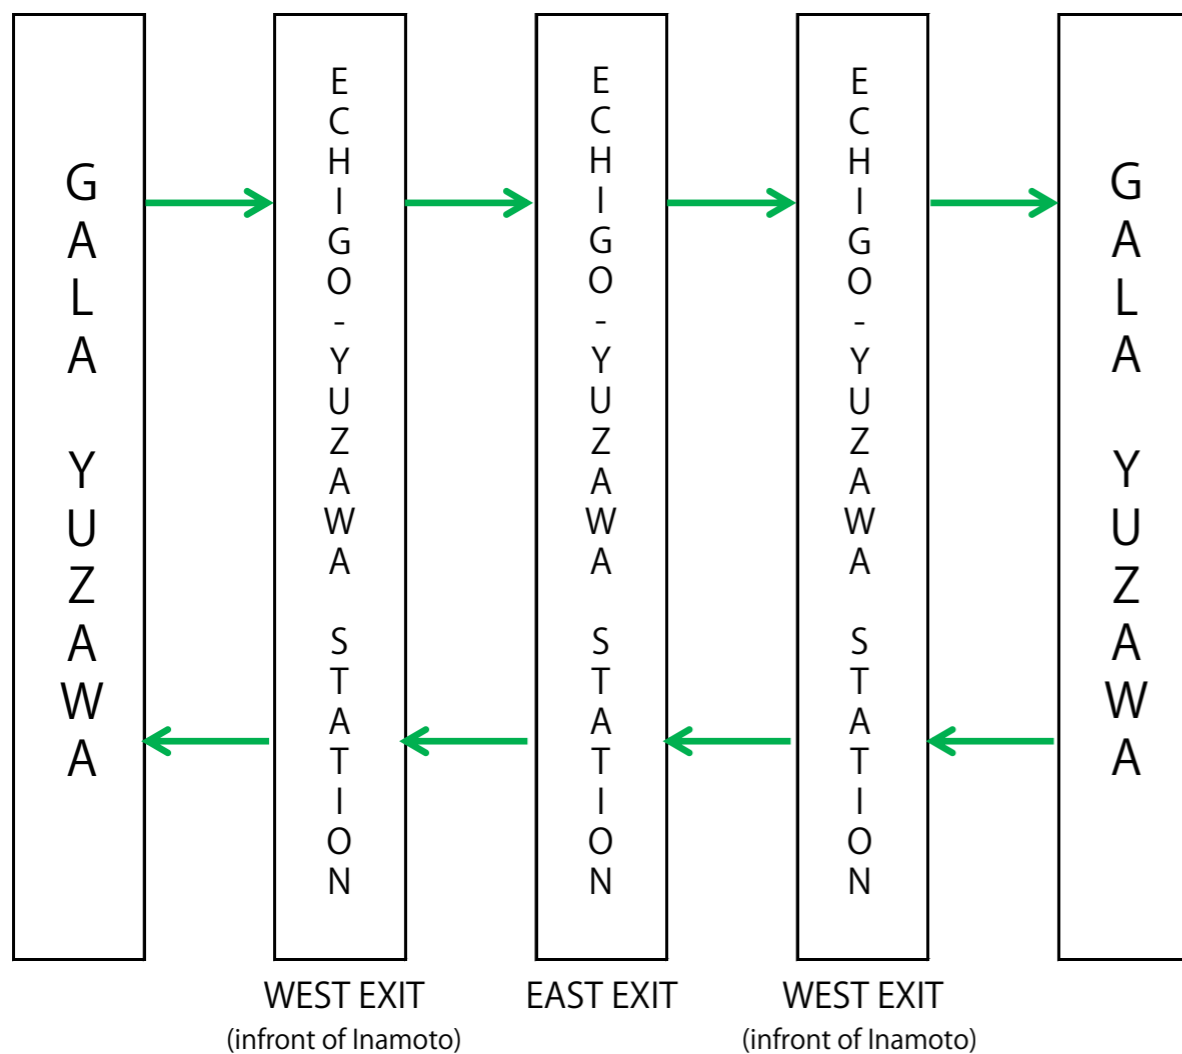 GALA YUZAWA
ECHIGO-YUZAWA STATION
ECHIGO-YUZAWA STATION
ECHIGO-YUZAWA STATION
GALA YUZAWA
WEST EXIT
(infront of Inamoto)
EAST EXIT
WEST EXIT
(infront of Inamoto)